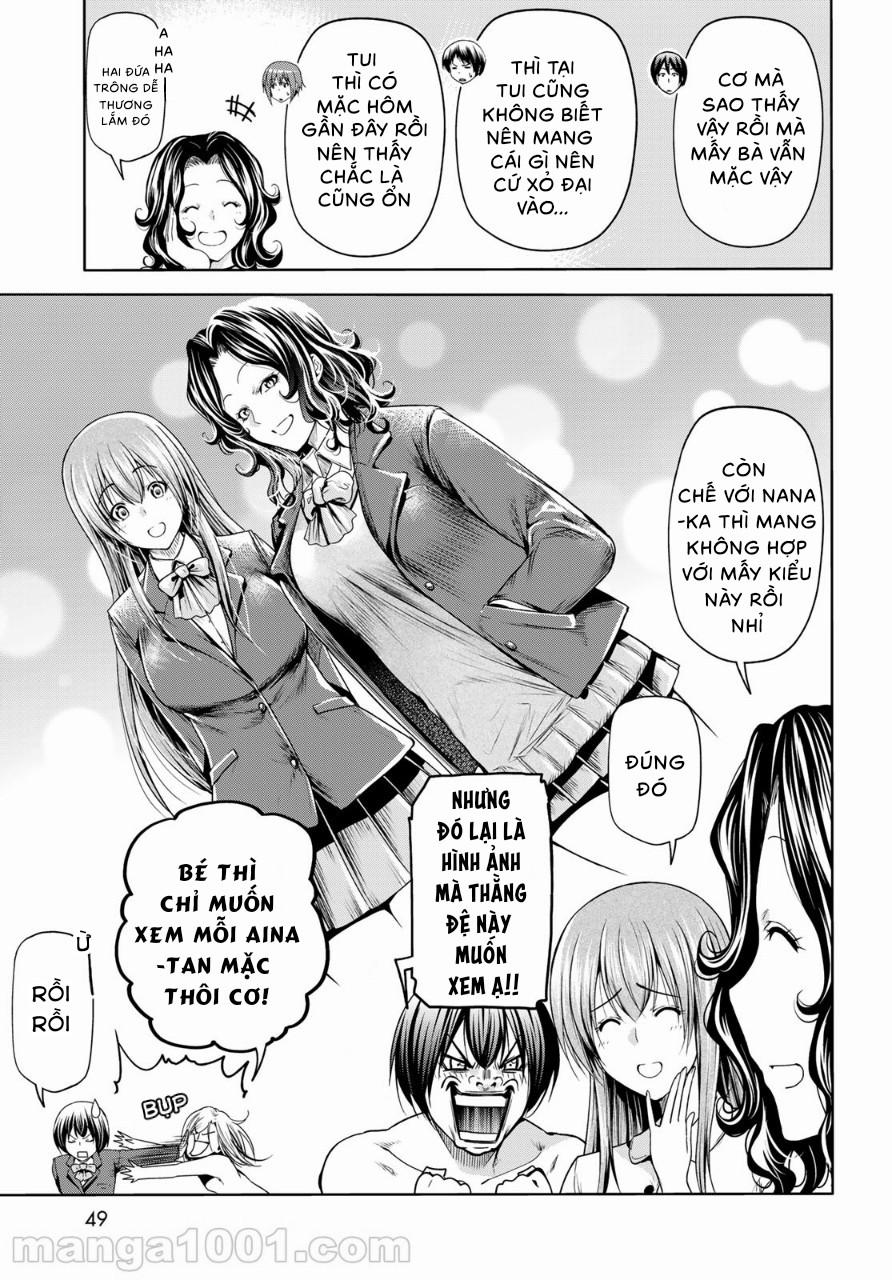 CƠ MÀ
SAO THẤY
VẬY RỒI MÀ
MẤY BÀ VẪN
MẶC VẬY
THÌ TẠI
TUI CŨNG
KHÔNG BIẾT
NÊN MANG
CÁI GÌ NÊN
CỨ XỎ ĐẠI
VÀO...
TUI
THÌ CÓ
MẶC HÔM
GẦN ĐÂY RỒI
NÊN THẤY
CHẮC LÀ
CŨNG ỔN
A
HA
HA
HAI ĐỨA
TRÔNG DỄ
THƯƠNG
LẮM ĐÓ
CÒN
CHẾ VỚI NANA
-KA THÌ MANG
KHÔNG HỢP
VỚI MẤY KIỂU
NÀY RỒI
NHỈ
ĐÚNG
ĐÓ
NHƯNG
ĐÓ LẠI LÀ
HÌNH ẢNH
MÀ THẰNG
ĐỆ NÀY
MUỐN
XEM Ạ!!
BÉ THÌ
CHỈ MUỐN
XEM MỖI AINA
-TAN MẶC
THÔI CƠ!
Ừ
RỒI
RỒI
BỤP
49
manga1001.com